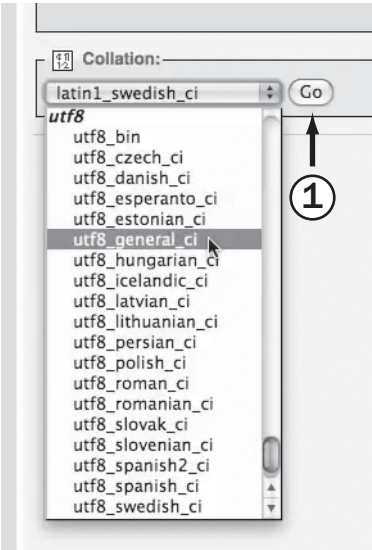 Collation:
latin1_swedish_ci Go
utf8
utf8_bin
utf8_czech_ci
utf8_danish_ci
utf8_esperanto_ci
utf8_estonian_ci
utf8_general_ci
utf8_hungarian_ci
utf8_icelandic_ci
utf8_latvian_ci
utf8_lithuanian_ci
utf8_persian_ci
utf8_polish_ci
utf8_roman_ci
utf8_romanian_ci
utf8_slovak_ci
utf8_slovenian_ci
utf8_spanish2_ci
utf8_spanish_ci
utf8_swedish_ci
1